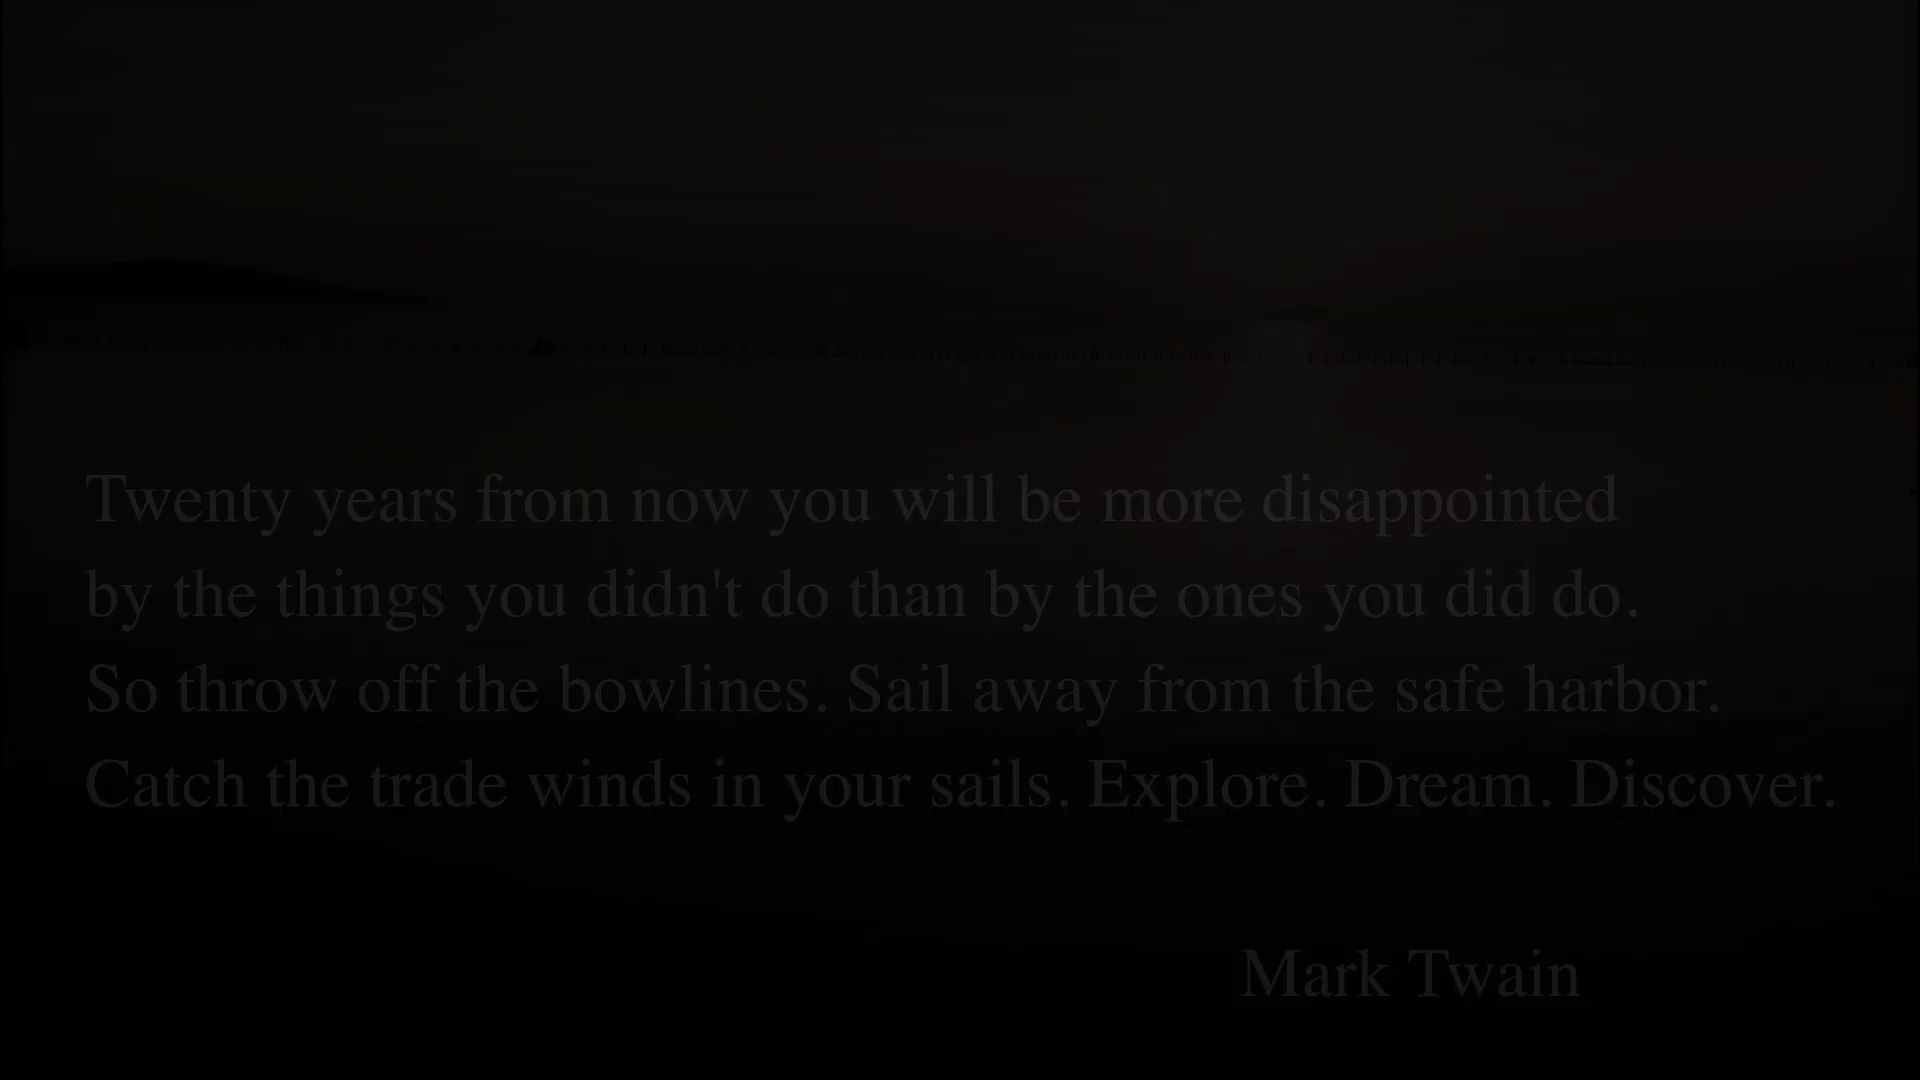 Twenty years from now you will be more disappointed
by the things you didn't do than by the ones you did do.
So throw off the bowlines. Sail away from the safe harbor.
Catch the trade winds in your sails. Explore. Dream. Discover.
Mark Twain